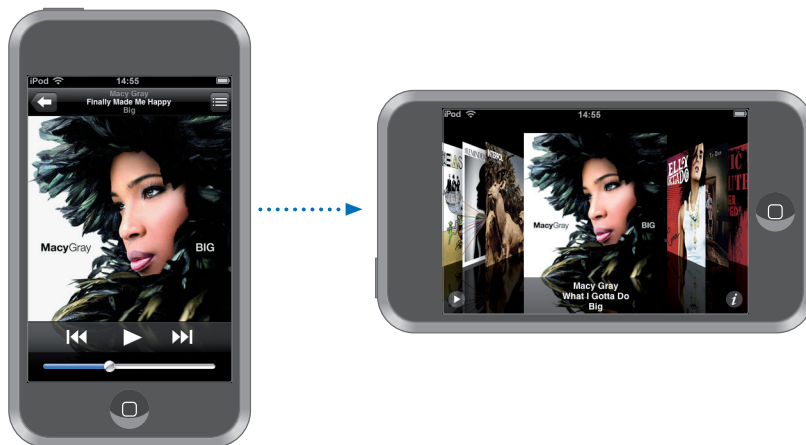 iPod 14:55
Macy Gray
Finally Made Me Happy
Big
MacyGray BIG
iPod 14:55
MacyGray BIG
Macy Gray
What I Gotta Do
Big